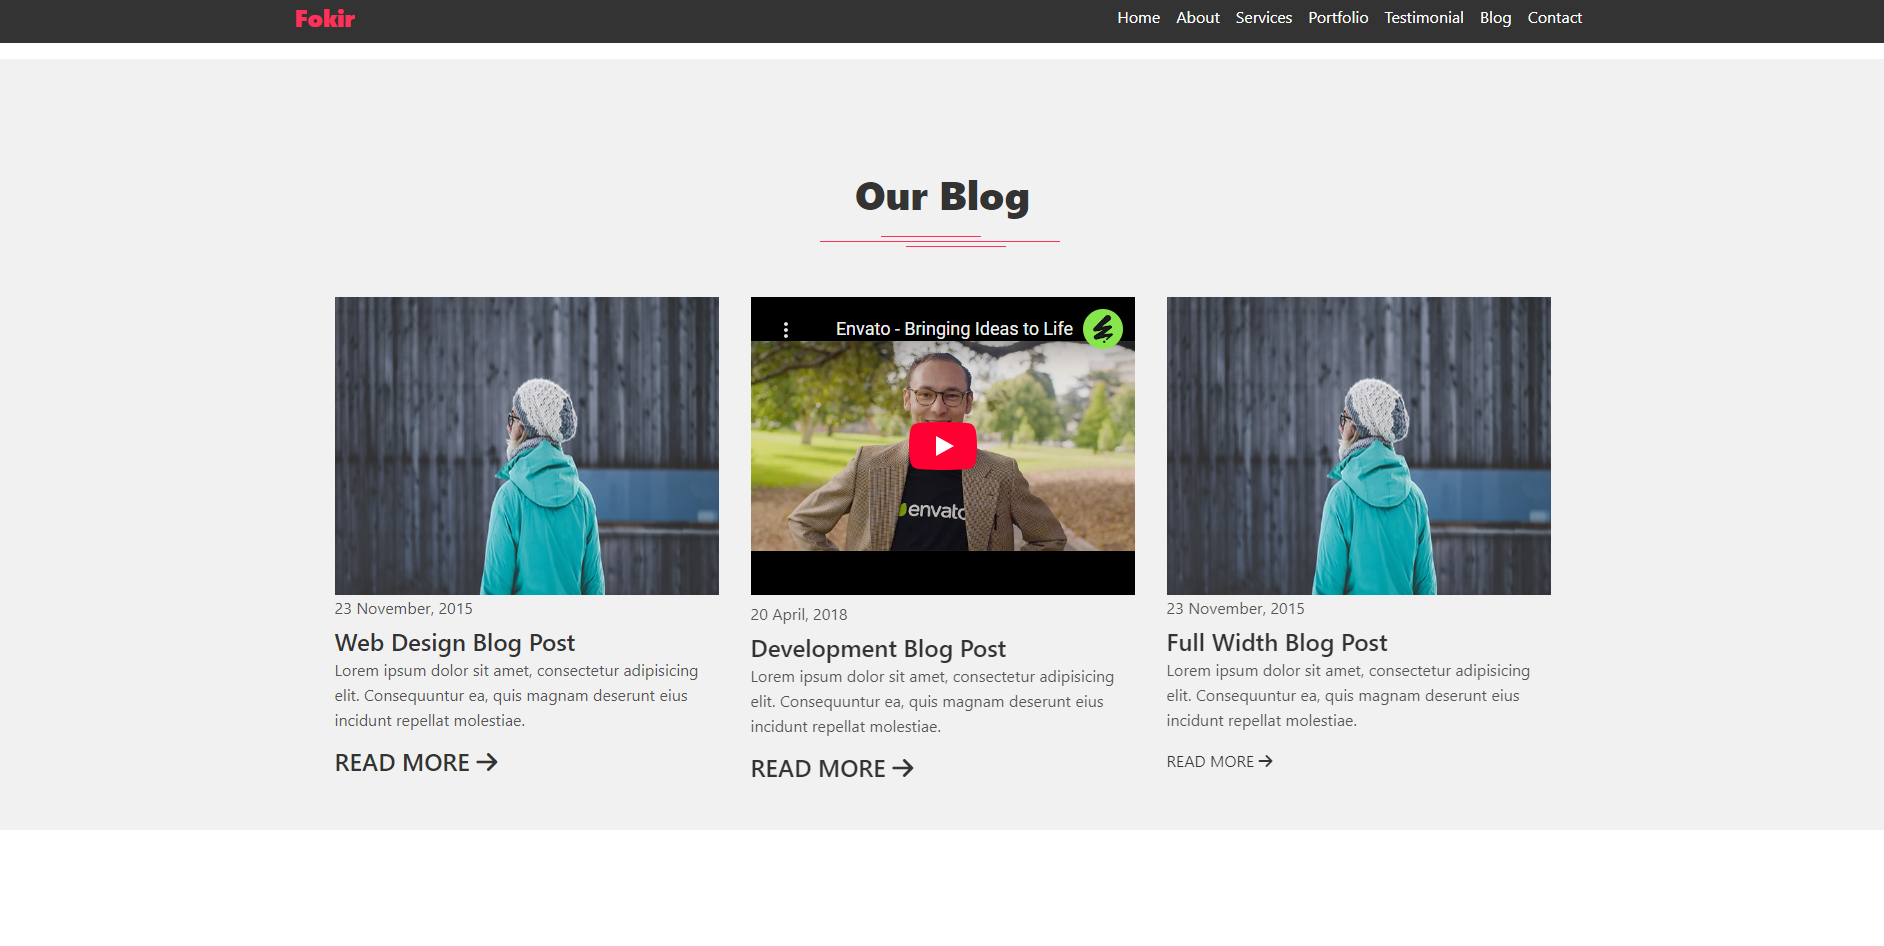 Fokir
Home About Services Portfolio Testimonial Blog Contact
Our Blog
Envato - Bringing Ideas to Life
envato
23 November, 2015
Web Design Blog Post
Lorem ipsum dolor sit amet, consectetur adipisicing
elit. Consequuntur ea, quis magnam deserunt eius
incidunt repellat molestiae.
READ MORE →
20 April, 2018
Development Blog Post
Lorem ipsum dolor sit amet, consectetur adipisicing
elit. Consequuntur ea, quis magnam deserunt eius
incidunt repellat molestiae.
READ MORE →
23 November, 2015
Full Width Blog Post
Lorem ipsum dolor sit amet, consectetur adipisicing
elit. Consequuntur ea, quis magnam deserunt eius
incidunt repellat molestiae.
READ MORE →